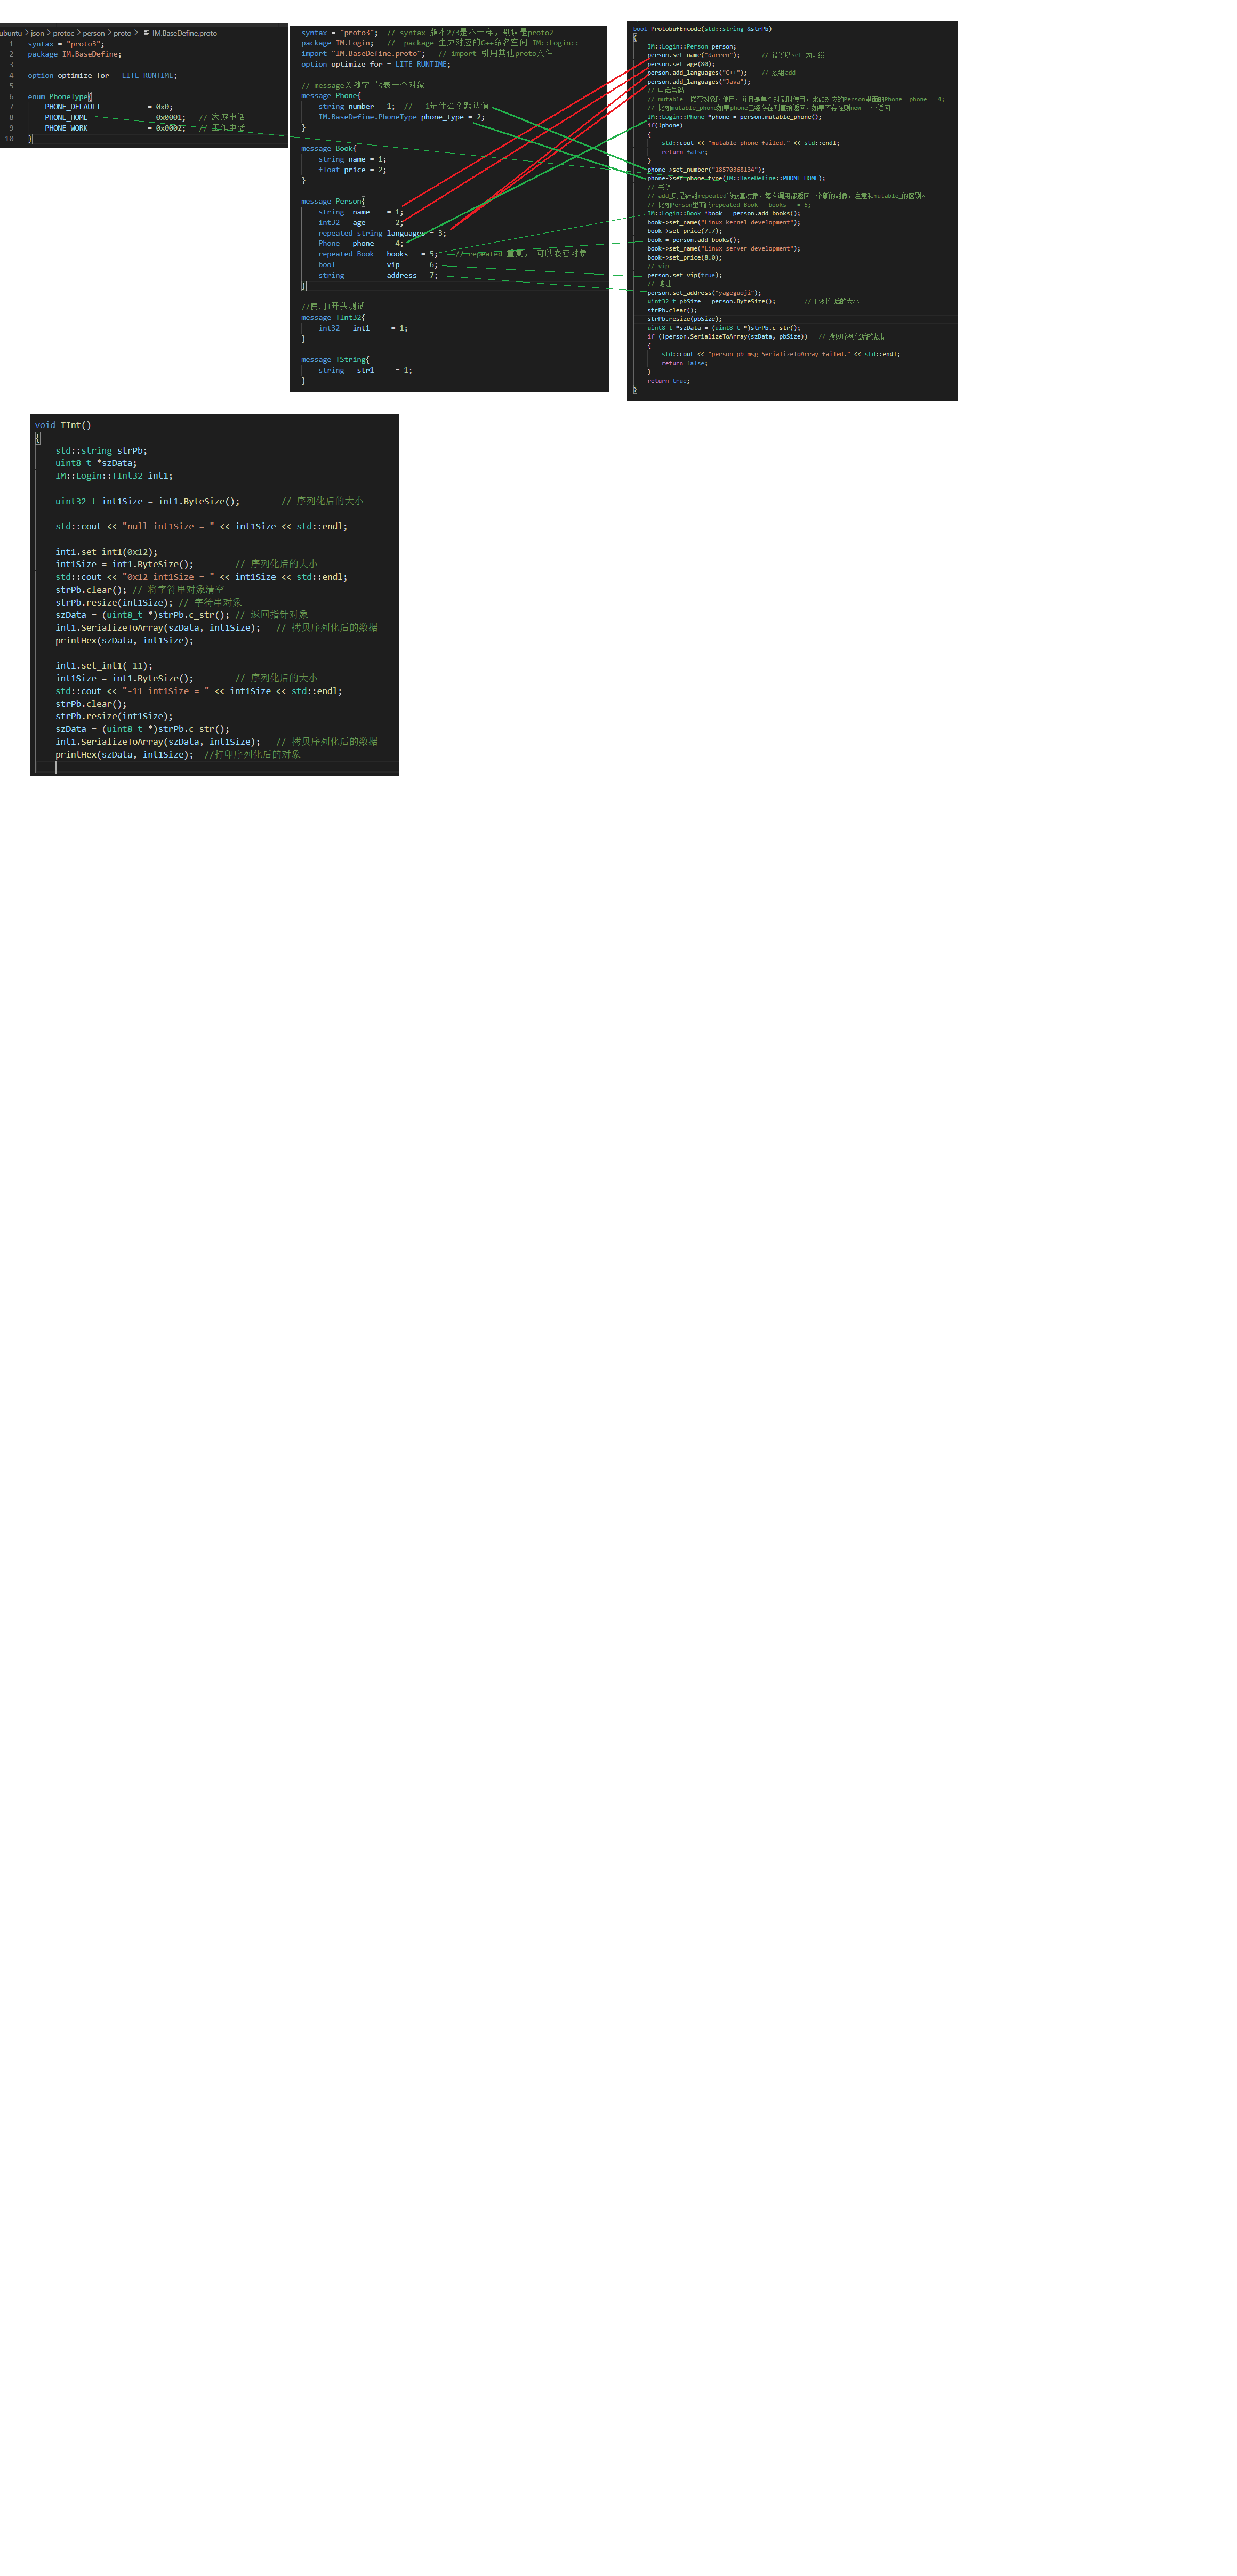 ubuntu > json > protoc > person > proto > IM.BaseDefine.proto
1 syntax = "proto3";
2 package IM.BaseDefine;
3
4 option optimize_for = LITE_RUNTIME;
5
6 enum PhoneType{
7 PHONE_DEFAULT = 0x0;
8 PHONE_HOME = 0x0001; // 家庭电话
9 PHONE_WORK = 0x0002; // 工作电话
10 }
syntax = "proto3"; // syntax 版本2/3是不一样，默认是proto2
package IM.Login; // package 生成对应的C++命名空间 IM::Login::
import "IM.BaseDefine.proto"; // import 引用其他proto文件
option optimize_for = LITE_RUNTIME;
// message关键字 代表一个对象
message Phone{
string number = 1; // = 1是什么？默认值
IM.BaseDefine.PhoneType phone_type = 2;
}
message Book{
string name = 1;
float price = 2;
}
message Person{
string name = 1;
int32 age = 2;
repeated string languages = 3;
Phone phone = 4;
repeated Book books = 5; // repeated 重复， 可以嵌套对象
bool vip = 6;
string address = 7;
}
//使用T开头测试
message TInt32{
int32 int1 = 1;
}
message TString{
string str1 = 1;
}
bool ProtobufEncode(std::string &strPb)
{
IM::Login::Person person;
person.set_name("darren"); // 设置以set_为前缀
person.set_age(80);
person.add_languages("C++"); // 数组add
person.add_languages("Java");
// 电话号码
// mutable_ 嵌套对象时使用，并且是单个对象时使用，比如对应的Person里面的Phone phone = 4;
// 比如mutable_phone如果phone已经存在则直接返回，如果不存在则new 一个返回
IM::Login::Phone *phone = person.mutable_phone();
if(!phone)
{
std::cout << "mutable_phone failed." << std::endl;
return false;
}
phone->set_number("18570368134");
phone->set_phone_type(IM::BaseDefine::PHONE_HOME);
// 书籍
// add_则是针对repeated的嵌套对象，每次调用都返回一个新的对象，注意和mutable_的区别。
// 比如Person里面的repeated Book books = 5;
IM::Login::Book *book = person.add_books();
book->set_name("Linux kernel development");
book->set_price(7.7);
book = person.add_books();
book->set_name("Linux server development");
book->set_price(8.0);
// vip
person.set_vip(true);
// 地址
person.set_address("yageguoji");
uint32_t pbSize = person.ByteSize(); // 序列化后的大小
strPb.clear();
strPb.resize(pbSize);
uint8_t *szData = (uint8_t *)strPb.c_str();
if (!person.SerializeToArray(szData, pbSize)) // 拷贝序列化后的数据
{
std::cout << "person pb msg SerializeToArray failed." << std::endl;
return false;
}
return true;
}
void TInt()
{
std::string strPb;
uint8_t *szData;
IM::Login::TInt32 int1;
uint32_t int1Size = int1.ByteSize(); // 序列化后的大小
std::cout << "null int1Size = " << int1Size << std::endl;
int1.set_int1(0x12);
int1Size = int1.ByteSize(); // 序列化后的大小
std::cout << "0x12 int1Size = " << int1Size << std::endl;
strPb.clear(); // 将字符串对象清空
strPb.resize(int1Size); // 字符串对象
szData = (uint8_t *)strPb.c_str(); // 返回指针对象
int1.SerializeToArray(szData, int1Size); // 拷贝序列化后的数据
printHex(szData, int1Size);
int1.set_int1(-11);
int1Size = int1.ByteSize(); // 序列化后的大小
std::cout << "-11 int1Size = " << int1Size << std::endl;
strPb.clear();
strPb.resize(int1Size);
szData = (uint8_t *)strPb.c_str();
int1.SerializeToArray(szData, int1Size); // 拷贝序列化后的数据
printHex(szData, int1Size); //打印序列化后的对象